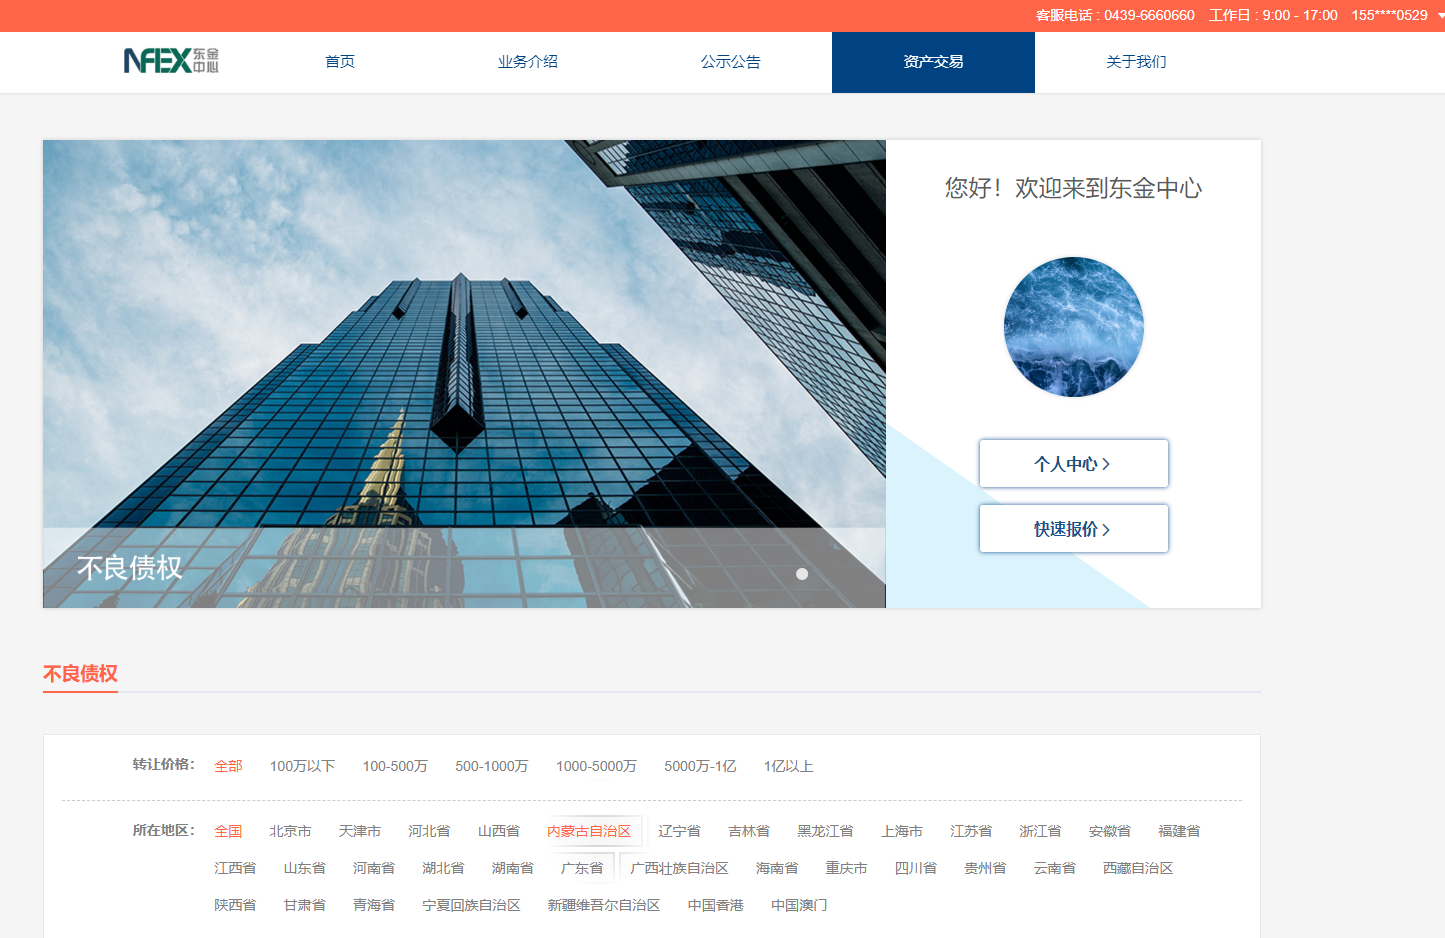 客服电话 : 0439-6660660 工作日 : 9:00 - 17:00 155****0529
NFEX 东金中心 首页 业务介绍 公示公告 资产交易 关于我们
您好！欢迎来到东金中心
个人中心
快速报价
不良债权
不良债权
转让价格： 全部 100万以下 100-500万 500-1000万 1000-5000万 5000万-1亿 1亿以上
所在地区： 全国 北京市 天津市 河北省 山西省 内蒙古自治区 辽宁省 吉林省 黑龙江省 上海市 江苏省 浙江省 安徽省 福建省
江西省 山东省 河南省 湖北省 湖南省 广东省 广西壮族自治区 海南省 重庆市 四川省 贵州省 云南省 西藏自治区
陕西省 甘肃省 青海省 宁夏回族自治区 新疆维吾尔自治区 中国香港 中国澳门